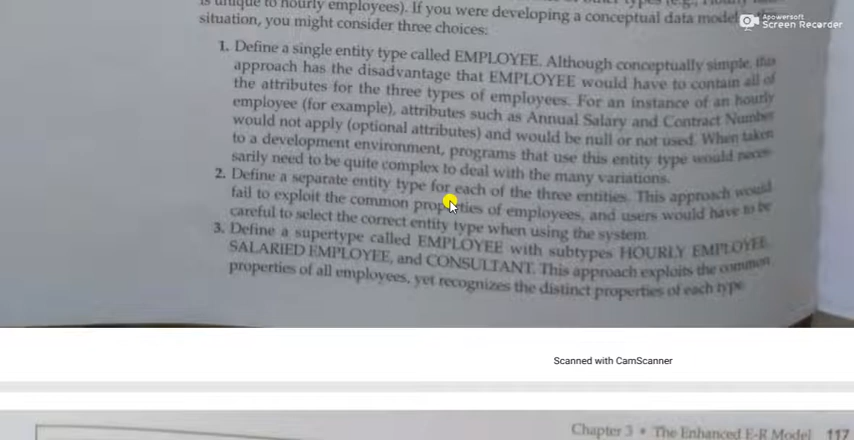 is unique to hourly employees). If you were developing a conceptual data model
situation, you might consider three choices:
1. Define a single entity type called EMPLOYEE. Although conceptually simple, this
approach has the disadvantage that EMPLOYEE would have to contain all of
the attributes for the three types of employees. For an instance of an hourly
employee (for example), attributes such as Annual Salary and Contract Number
would not apply (optional attributes) and would be null or not used. When taken
to a development environment, programs that use this entity type would neces-
sarily need to be quite complex to deal with the many variations.
2. Define a separate entity type for each of the three entities. This approach would
fail to exploit the common properties of employees, and users would have to be
careful to select the correct entity type when using the system.
3. Define a supertype called EMPLOYEE with subtypes HOURLY EMPLOYEE,
SALARIED EMPLOYEE, and CONSULTANT. This approach exploits the common
properties of all employees, yet recognizes the distinct properties of each type.
Apowersoft
Screen Recorder
Scanned with CamScanner
Chapter 3 • The Enhanced E-R Model 117